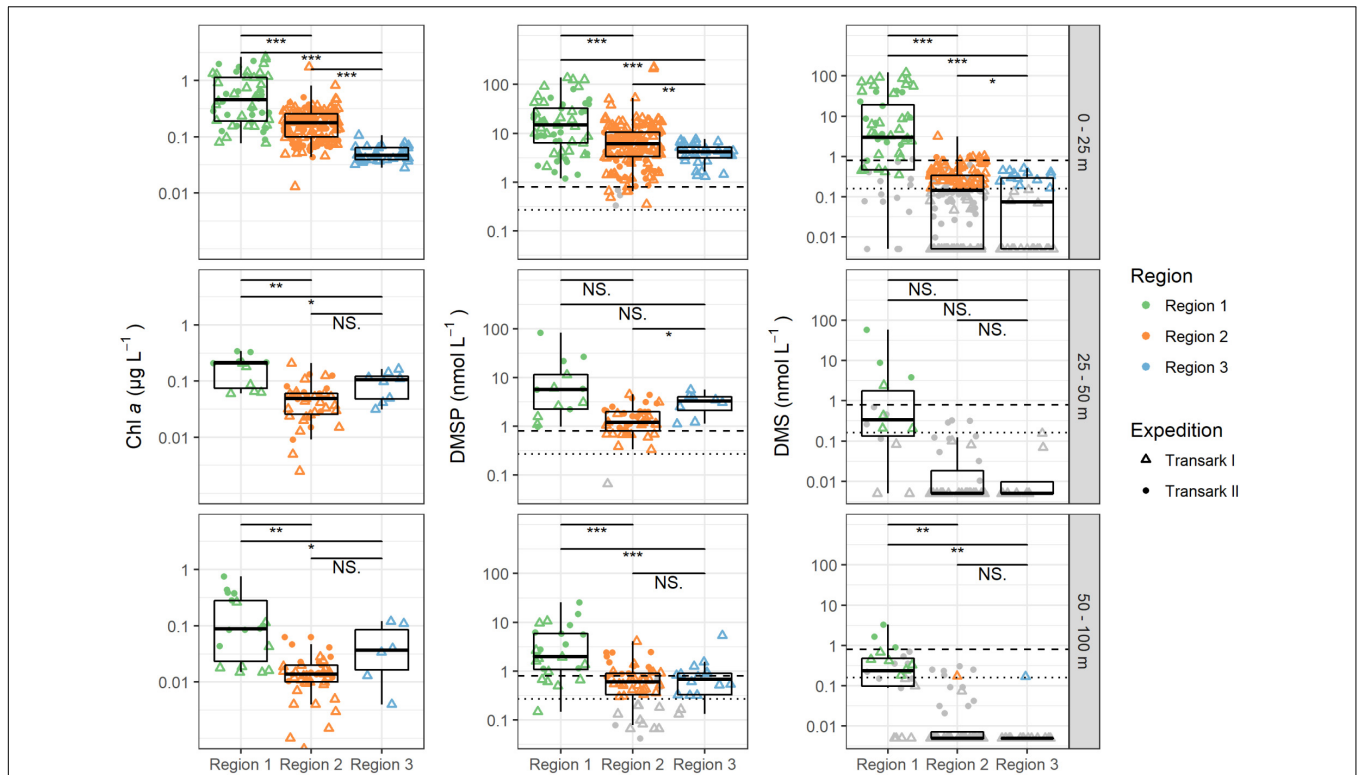 Chl a (µg L−1)
DMSP (nmol L−1)
DMS (nmol L−1)
***
***
***
1
0.1
0.01
***
***
**
100
10
1
0.1
***
***
*
100
10
1
0.1
0.01
0 - 25 m
**
*
NS.
1
0.1
0.01
NS.
NS.
*
100
10
1
0.1
NS.
NS.
NS.
100
10
1
0.1
0.01
25 - 50 m
**
*
NS.
1
0.1
0.01
***
***
NS.
100
10
1
0.1
**
**
NS.
100
10
1
0.1
0.01
50 - 100 m
Region 1 Region 2 Region 3
Region 1 Region 2 Region 3
Region 1 Region 2 Region 3
Region
Region 1
Region 2
Region 3
Expedition
Transark I
Transark II